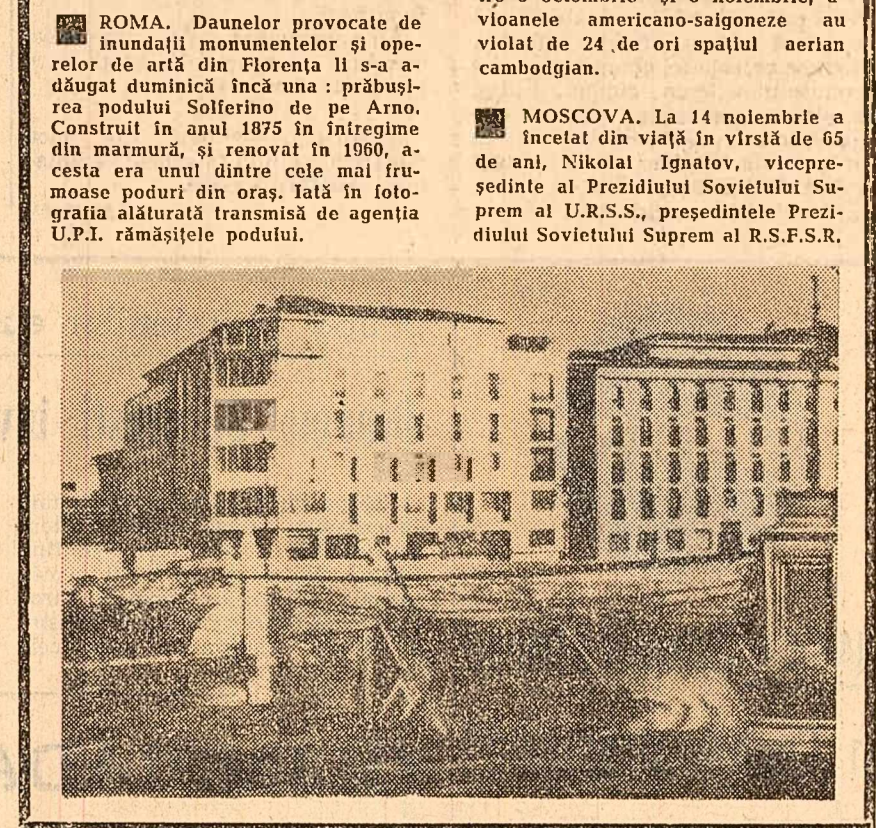 ROMA. Daunelor provocate de
inundații monumentelor și ope-
relor de artă din Florența li s-a a-
dăugat duminică încă una : prăbuși-
rea podului Solferino de pe Arno.
Construit în anul 1875 în întregime
din marmură, și renovat în 1960, a-
cesta era unul dintre cele mai fru-
moase poduri din oraș. Iată în foto-
grafia alăturată transmisă de agenția
U.P.I. rămășițele podului.
vioanele americano-saigoneze au
violat de 24 de ori spațiul aerian
cambodgian.
MOSCOVA. La 14 noiembrie a
încetat din viață în vîrstă de 65
de ani, Nikolai Ignatov, vicepre-
ședinte al Prezidiului Sovietului Su-
prem al U.R.S.S., președintele Prezi-
diului Sovietului Suprem al R.S.F.S.R.